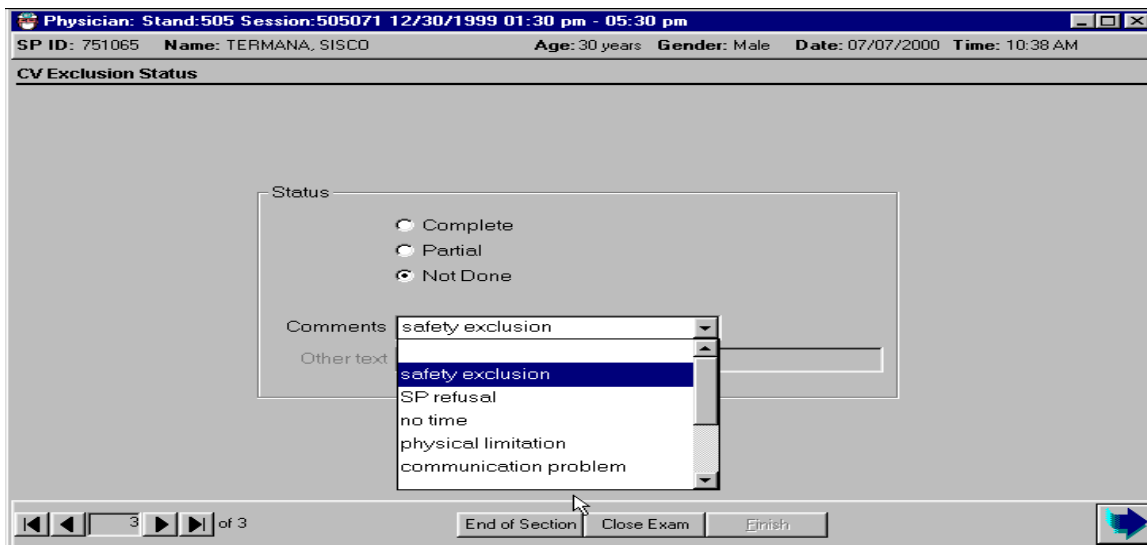 Physician: Stand:505 Session:505071 12/30/1999 01:30 pm - 05:30 pm
SP ID: 751065 Name: TERMANA, SISCO Age: 30 years Gender: Male Date: 07/07/2000 Time: 10:38 AM
CV Exclusion Status
Status
Complete
Partial
Not Done
Comments safety exclusion
Other text
safety exclusion
SP refusal
no time
physical limitation
communication problem
3 of 3 End of Section Close Exam Finish